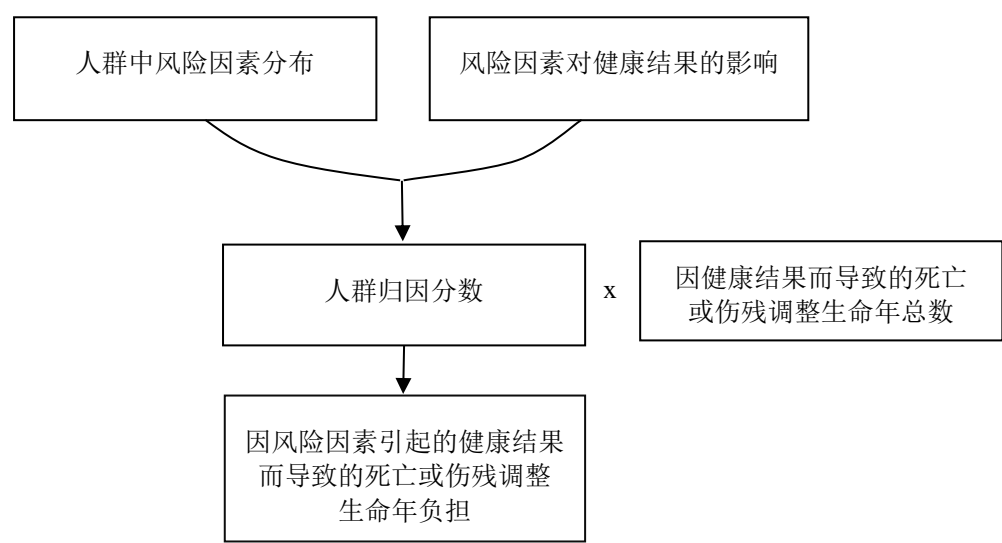 人群中风险因素分布
风险因素对健康结果的影响
人群归因分数
x
因健康结果而导致的死亡
或伤残调整生命年总数
因风险因素引起的健康结果
而导致的死亡或伤残调整
生命年负担